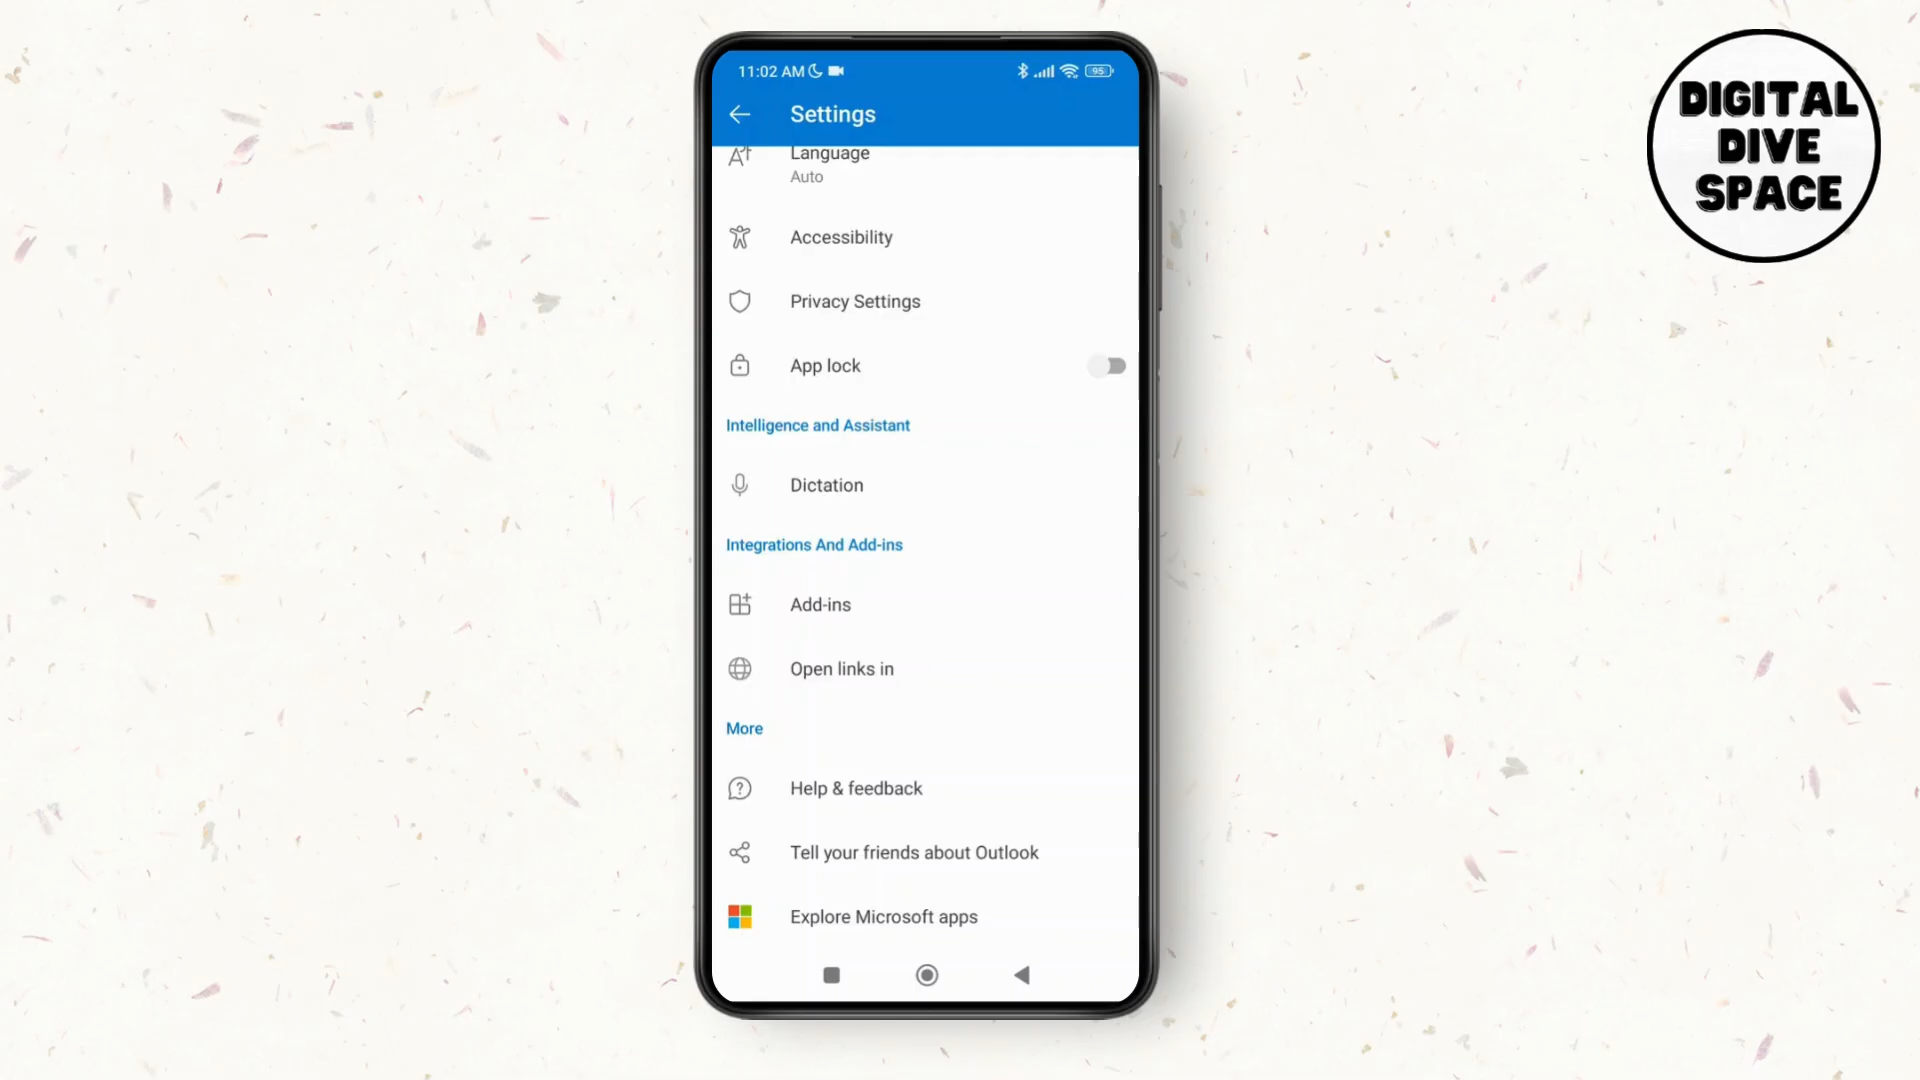 11:02 AM
95
Settings
Language
Auto
Accessibility
Privacy Settings
App lock
Intelligence and Assistant
Dictation
Integrations And Add-ins
Add-ins
Open links in
More
Help & feedback
Tell your friends about Outlook
Explore Microsoft apps
DIGITAL
DIVE
SPACE